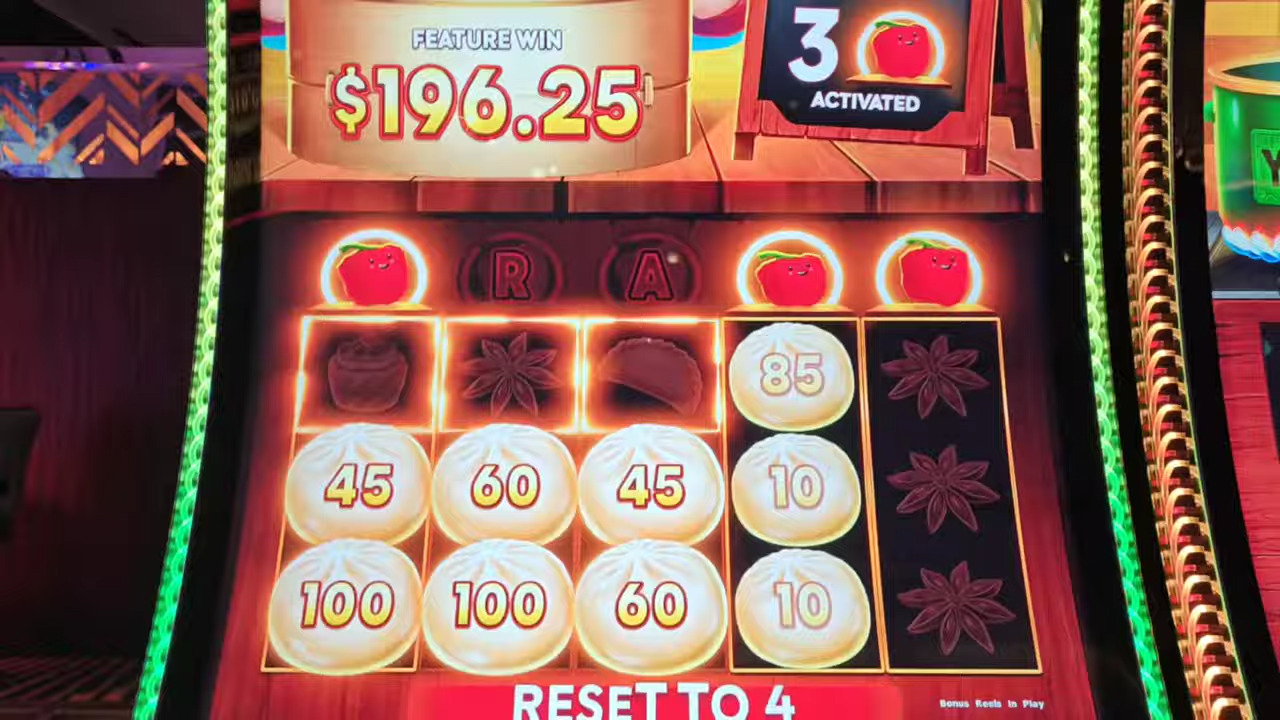 FEATURE WIN
$196.25
3
ACTIVATED
R A
85
45 60 45 10
100 100 60 10
RESET TO 4
Bonus Reels In Play
Y